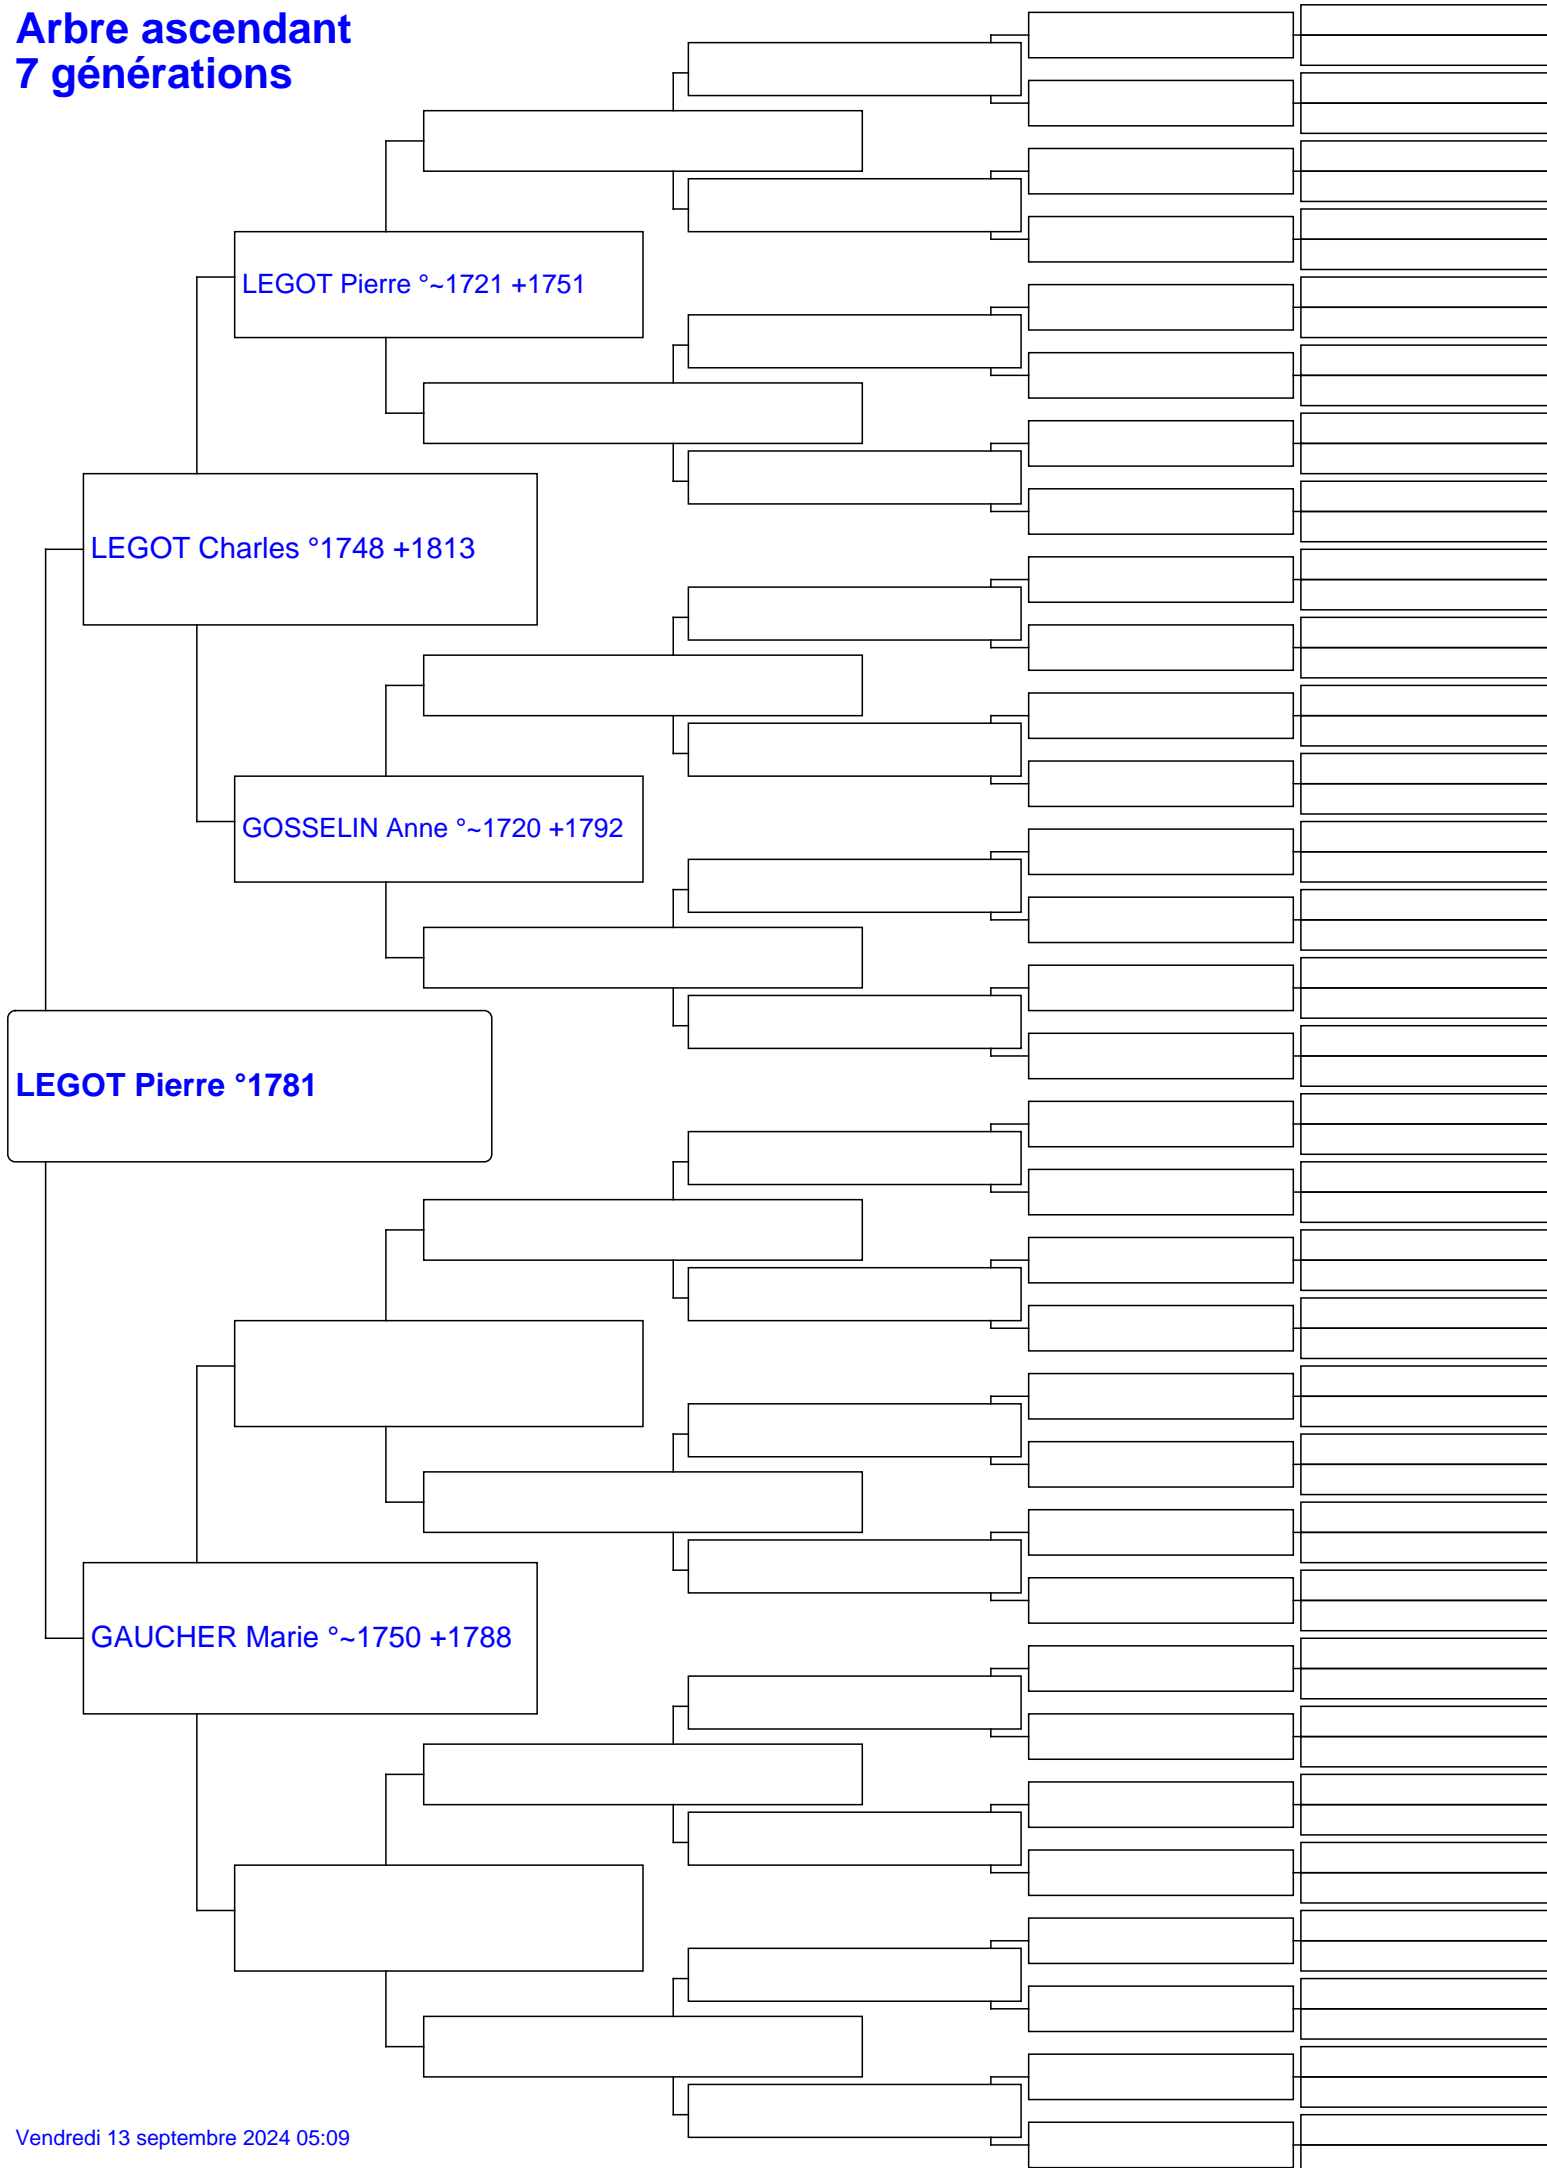 Arbre ascendant
7 générations
LEGOT Pierre °~1721 +1751
LEGOT Charles °1748 +1813
GOSSELIN Anne °~1720 +1792
LEGOT Pierre °1781
GAUCHER Marie °~1750 +1788
Vendredi 13 septembre 2024 05:09